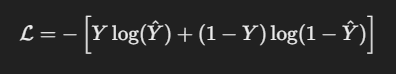 ℒ = −[Y log(Ŷ) + (1 − Y) log(1 − Ŷ)]